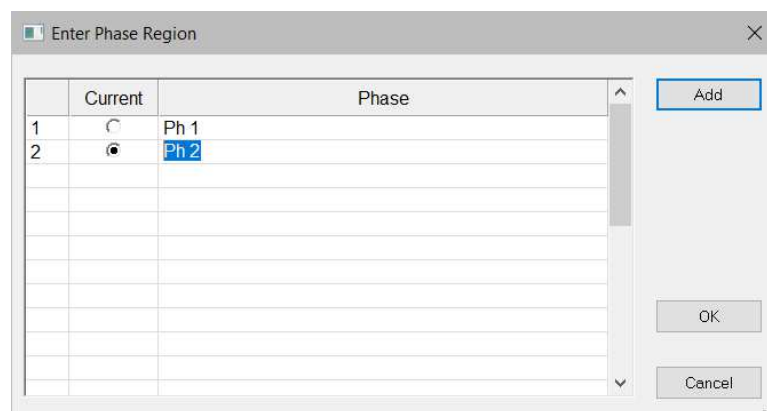 Enter Phase Region
Current Phase
1 Ph 1
2 Ph 2
Add
OK
Cancel